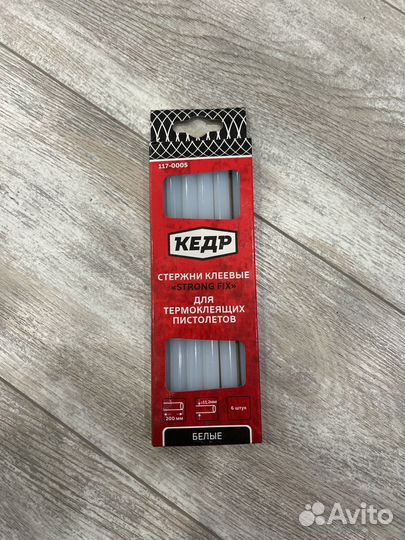 117-0005
КЕДР
СТЕРЖНИ КЛЕЕВЫЕ
«STRONG FIX»
ДЛЯ
ТЕРМОКЛЕЯЩИХ
ПИСТОЛЕТОВ
200 мм
11,2мм
6 штук
БЕЛЫЕ
Avito